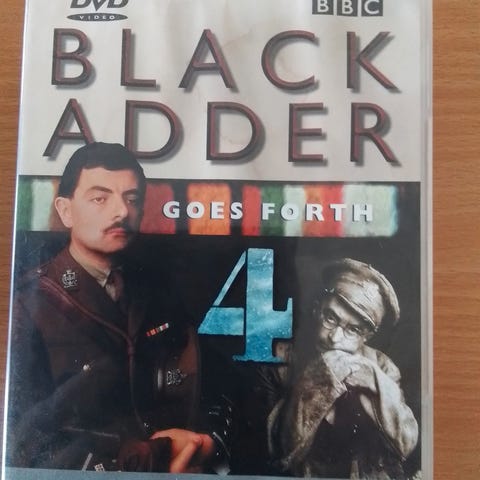 DVD
VIDEO
BBC
BLACK
ADDER
GOES FORTH
4